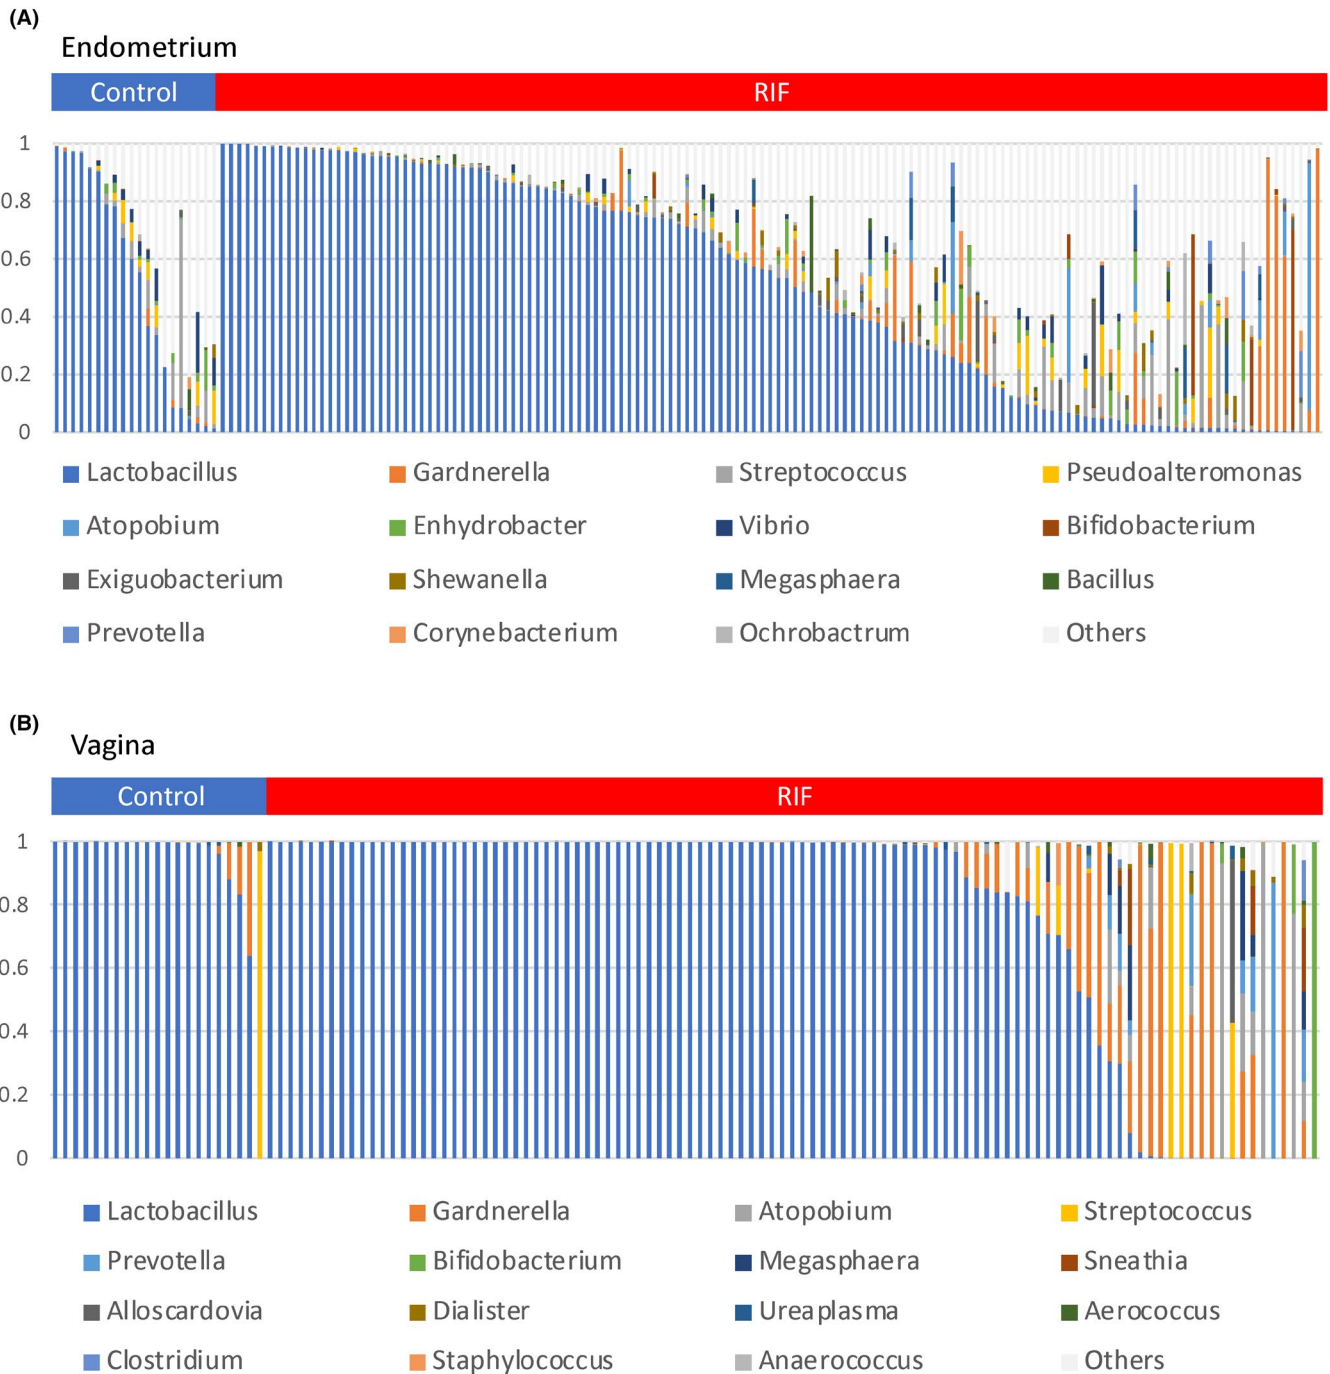 (A)
Endometrium
Control RIF
1
0.8
0.6
0.4
0.2
0
Lactobacillus Gardnerella Streptococcus Pseudoalteromonas
Atopobium Enhydrobacter Vibrio Bifidobacterium
Exiguobacterium Shewanella Megasphaera Bacillus
Prevotella Corynebacterium Ochrobactrum Others
(B)
Vagina
Control RIF
1
0.8
0.6
0.4
0.2
0
Lactobacillus Gardnerella Atopobium Streptococcus
Prevotella Bifidobacterium Megasphaera Sneathia
Alloscardovia Dialister Ureaplasma Aerococcus
Clostridium Staphylococcus Anaerococcus Others